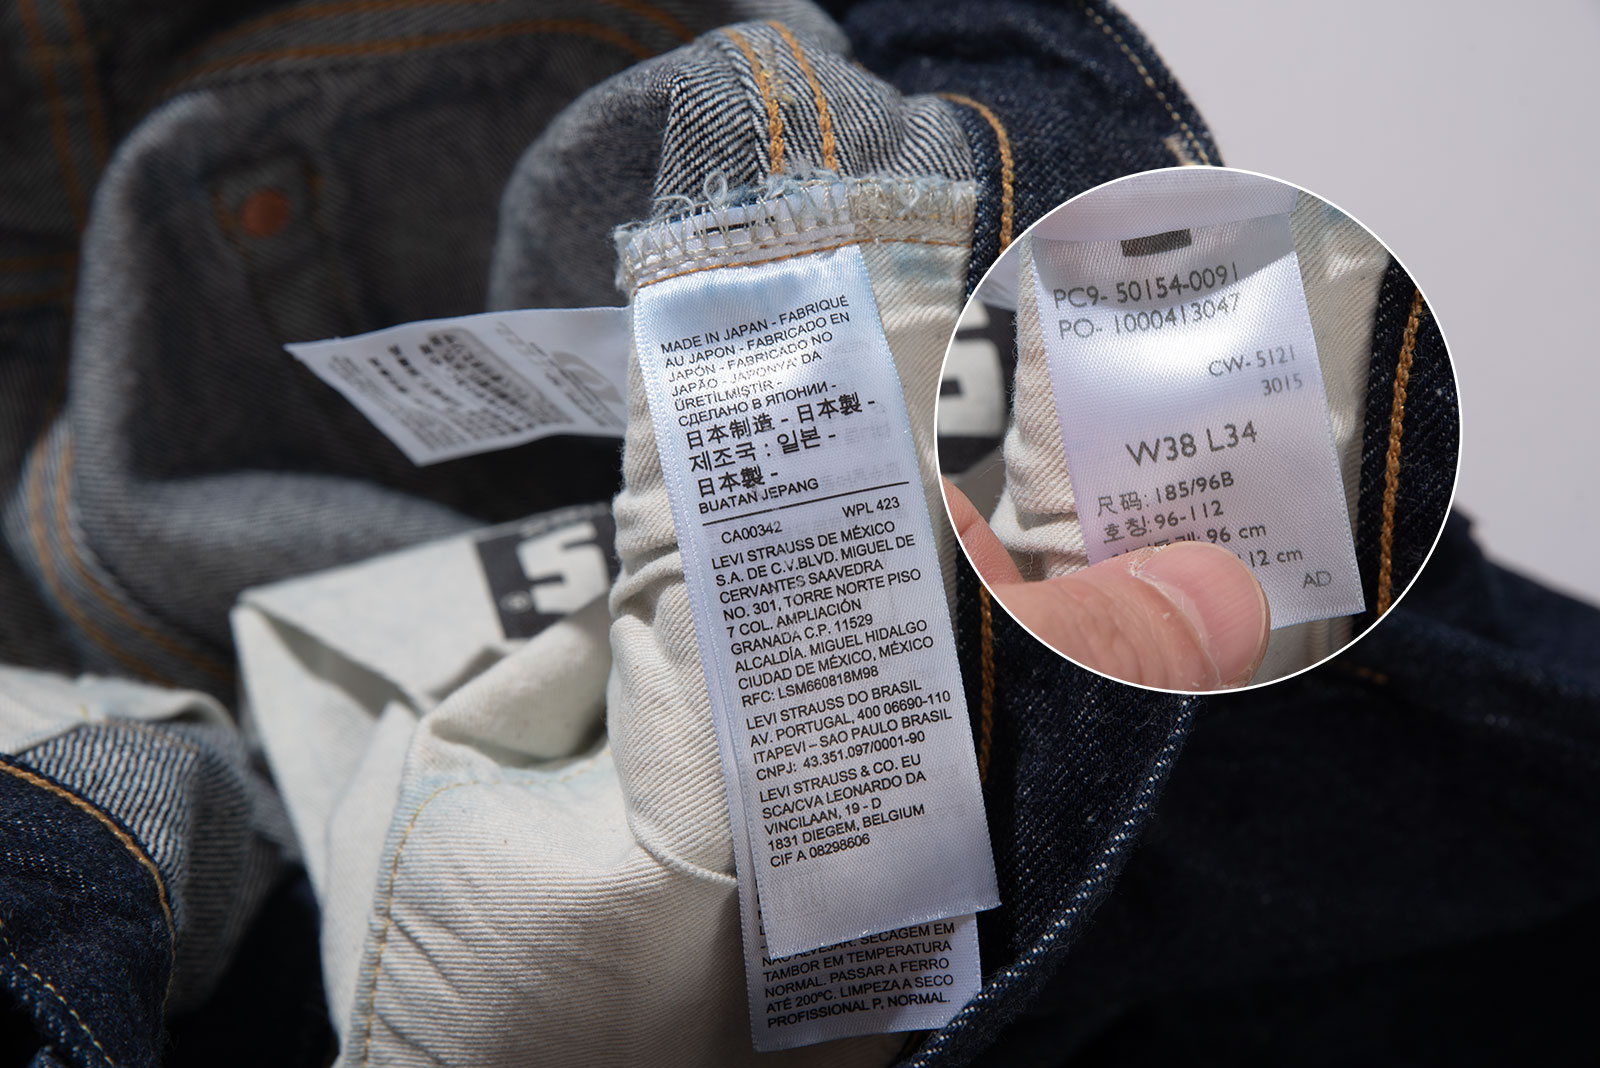 MADE IN JAPAN - FABRIQUÉ
AU JAPON - FABRICADO EN
JAPÓN - FABRICADO NO
JAPÃO - JAPONYA'DA
ÜRETİLMİŞTİR -
СДЕЛАНО В ЯПОНИИ -
日本制造 - 日本製 -
제조국 : 일본 -
日本製 -
BUATAN JEPANG
CA00342 WPL 423
LEVI STRAUSS DE MÉXICO
S.A. DE C.V.BLVD. MIGUEL DE
CERVANTES SAAVEDRA
NO. 301, TORRE NORTE PISO
7 COL. AMPLIACIÓN
GRANADA C.P. 11529
ALCALDÍA. MIGUEL HIDALGO
CIUDAD DE MÉXICO, MÉXICO
RFC: LSM660818M98
LEVI STRAUSS DO BRASIL
AV. PORTUGAL, 400 06690-110
ITAPEVI – SAO PAULO BRASIL
CNPJ: 43.351.097/0001-90
LEVI STRAUSS & CO. EU
SCA/CVA LEONARDO DA
VINCILAAN, 19 - D
1831 DIEGEM, BELGIUM
CIF A 08298606
NÃO ALVEJAR. SECAGEM EM
TAMBOR EM TEMPERATURA
NORMAL. PASSAR A FERRO
ATÉ 200ºC. LIMPEZA A SECO
PROFISSIONAL P, NORMAL.
PC9- 50154-0091
PO- 1000413047
CW- 5121
3015
W38 L34
尺码: 185/96B
호칭: 96-112
96 cm
12 cm
AD